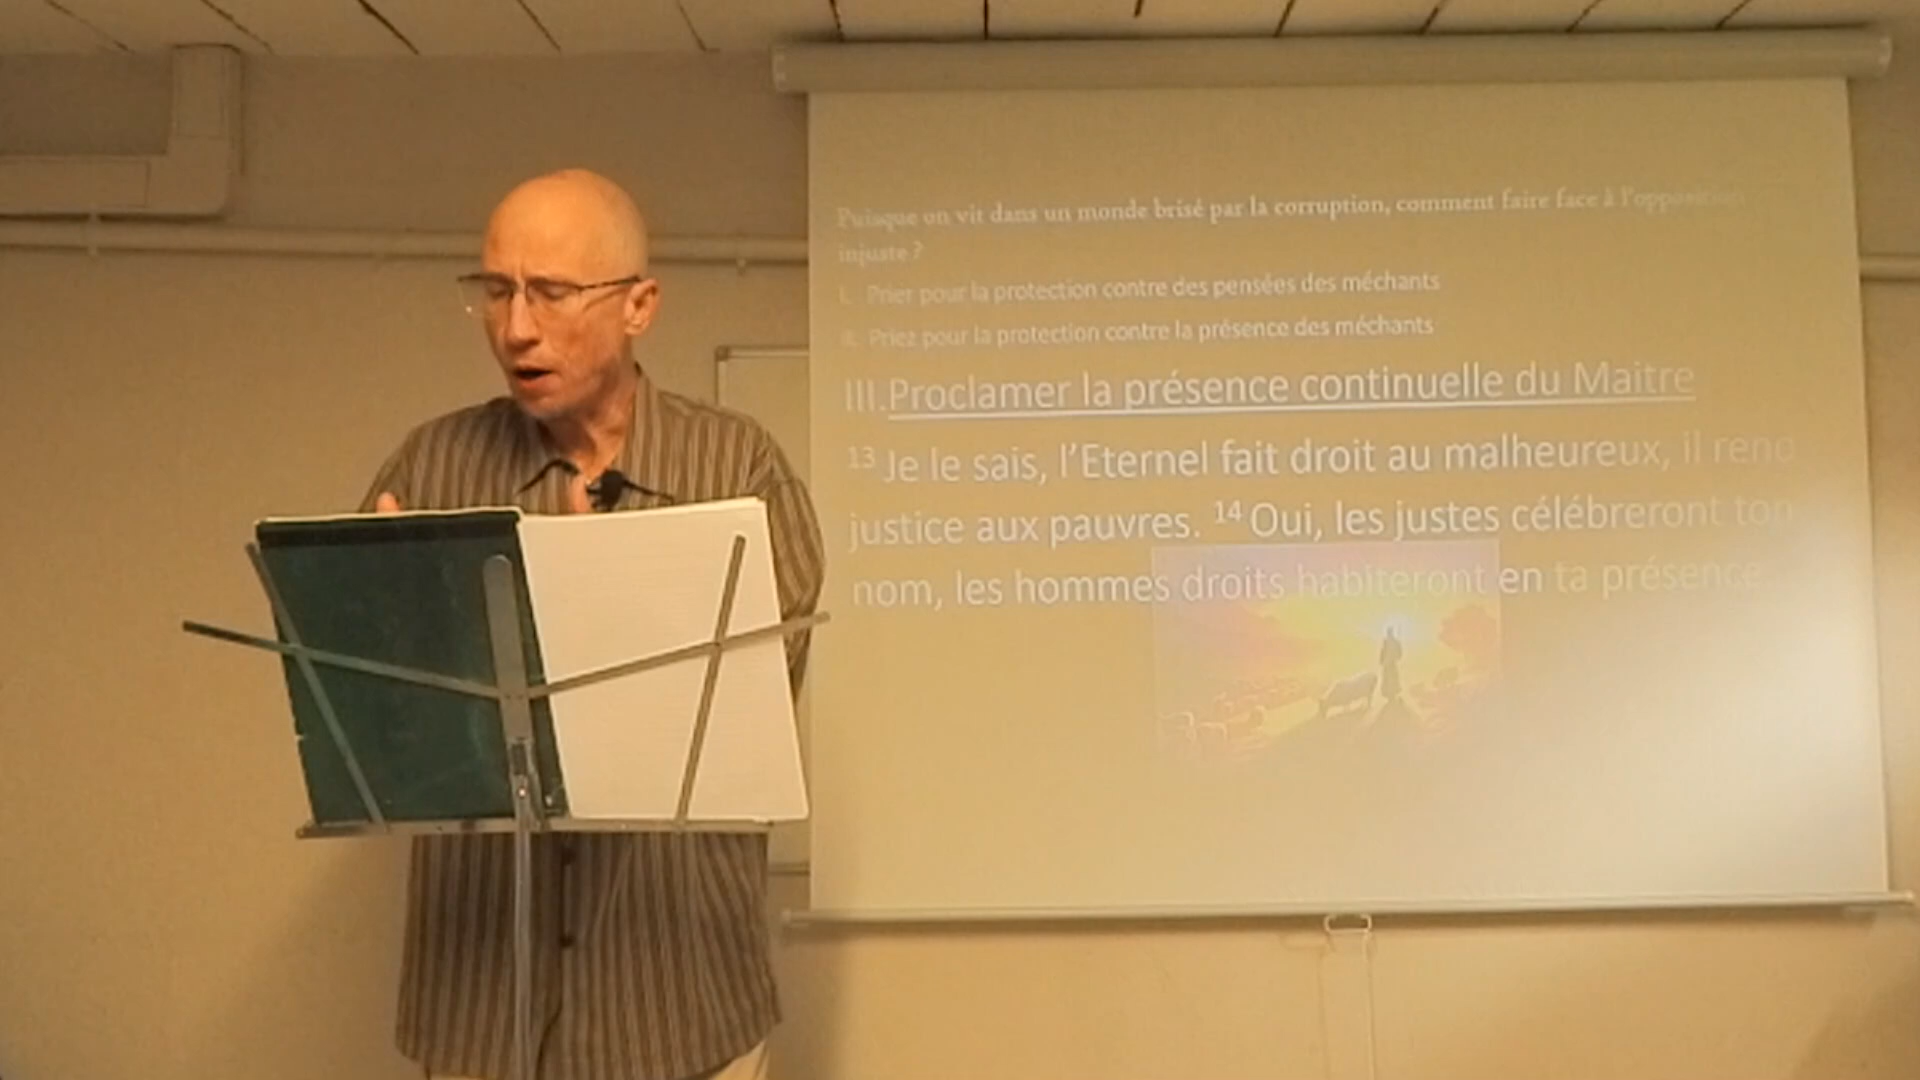 Puisque on vit dans un monde brisé par la corruption, comment faire face à l'opposition
injuste ?
I. Prier pour la protection contre des pensées des méchants
II. Priez pour la protection contre la présence des méchants
III. Proclamer la présence continuelle du Maitre
13 Je le sais, l'Eternel fait droit au malheureux, il rend
justice aux pauvres. 14 Oui, les justes célébreront ton
nom, les hommes droits habiteront en ta présence